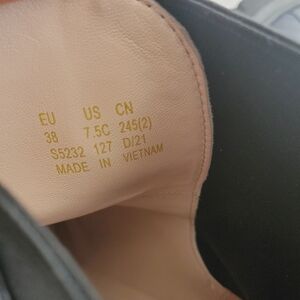 EU US CN
38 7.5C 245(2)
S5232 127 D/21
MADE IN VIETNAM